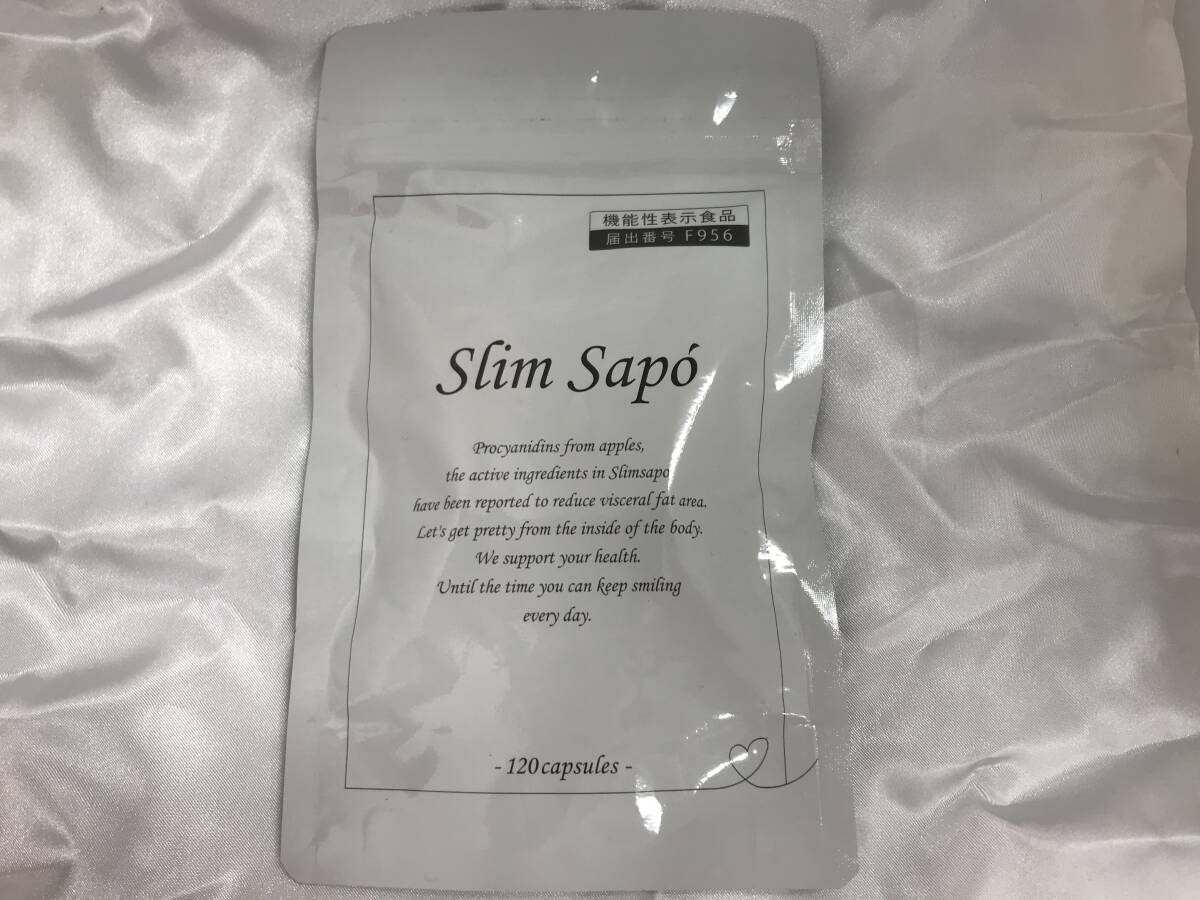 機能性表示食品
届出番号 F956
Slim Sapó
Procyanidins from apples,
the active ingredients in Slimsapo
have been reported to reduce visceral fat area.
Let's get pretty from the inside of the body.
We support your health.
Until the time you can keep smiling
every day.
- 120capsules -